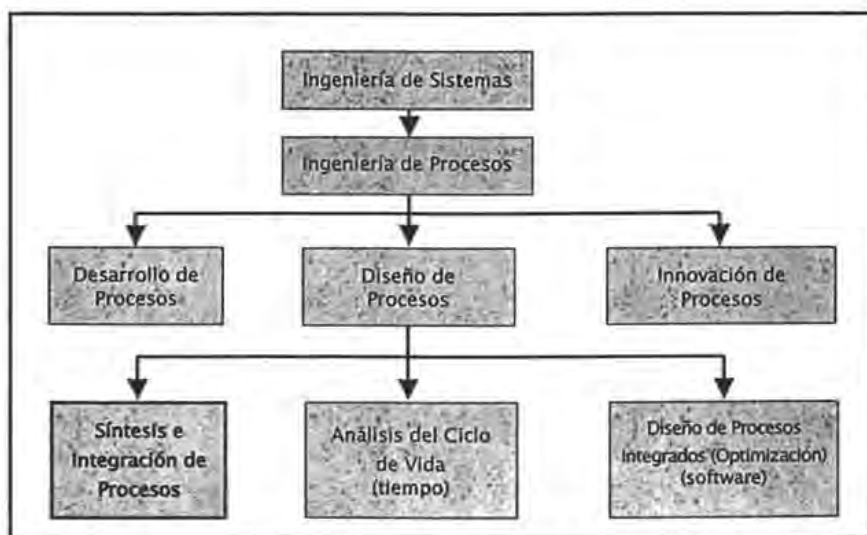 Ingeniería de Sistemas
Ingeniería de Procesos
Desarrollo de
Procesos
Diseño de
Procesos
Innovación de
Procesos
Síntesis e
Integración de
Procesos
Análisis del Ciclo
de Vida
(tiempo)
Diseño de Procesos
Integrados (Optimización)
(software)